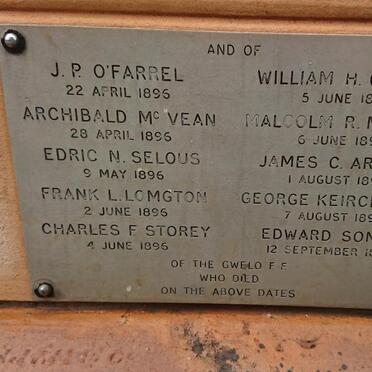 AND OF
J. P. O'FARREL
22 APRIL 1896
ARCHIBALD Mc VEAN
28 APRIL 1896
EDRIC N. SELOUS
9 MAY 1896
FRANK L. LOMGTON
2 JUNE 1896
CHARLES F STOREY
4 JUNE 1896
WILLIAM H.
5 JUNE
MALCOLM R.
6 JUNE
JAMES C.
1 AUGUST
GEORGE
7 AUGUST
EDWARD
12 SEPTEMBER
OF THE GWELO F F
WHO DIED
ON THE ABOVE DATES